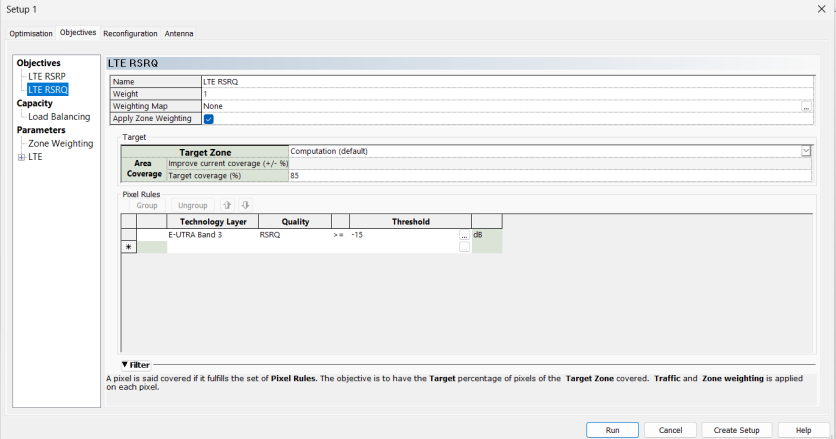 Setup 1
Optimisation Objectives Reconfiguration Antenna
Objectives
LTE RSRP
LTE RSRQ
Capacity
Load Balancing
Parameters
Zone Weighting
LTE
LTE RSRQ
Name LTE RSRQ
Weight 1
Weighting Map None ...
Apply Zone Weighting
Target
Target Zone Computation (default)
Area Coverage Improve current coverage (+/- %)
Target coverage (%) 85
Pixel Rules
Group Ungroup
Technology Layer Quality Threshold
E-UTRA Band 3 RSRQ >= -15 ... dB
* ...
▼ Filter
A pixel is said covered if it fulfills the set of Pixel Rules. The objective is to have the Target percentage of pixels of the Target Zone covered. Traffic and Zone weighting is applied
on each pixel.
Run Cancel Create Setup Help